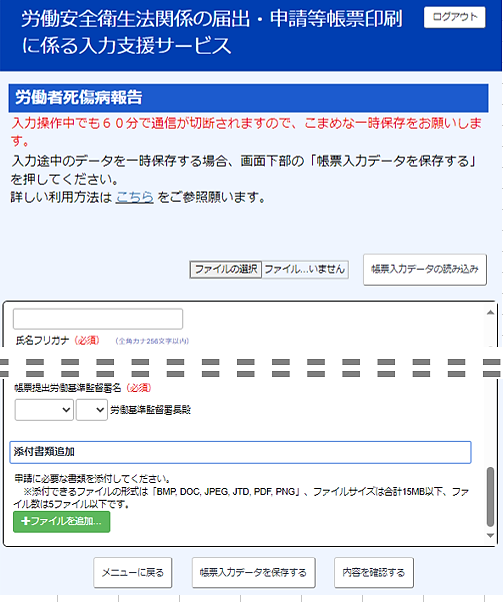 労働安全衛生法関係の届出・申請等帳票印刷
に係る入力支援サービス
ログアウト
労働者死傷病報告
入力操作中でも６０分で通信が切断されますので、こまめな一時保存をお願いしま
す。
入力途中のデータを一時保存する場合、画面下部の「帳票入力データを保存する」
を押してください。
詳しい利用方法は こちら をご参照願います。
ファイルの選択 ファイル...いません
帳票入力データの読み込み
氏名フリガナ（必須） （全角カナ256文字以内）
帳票提出労働基準監督署名（必須）
労働基準監督署長殿
添付書類追加
申請に必要な書類を添付してください。
※添付できるファイルの形式は「BMP, DOC, JPEG, JTD, PDF, PNG」、ファイルサイズは合計15MB以下、ファ
イル数は5ファイル以下です。
+ファイルを追加...
メニューに戻る
帳票入力データを保存する
内容を確認する